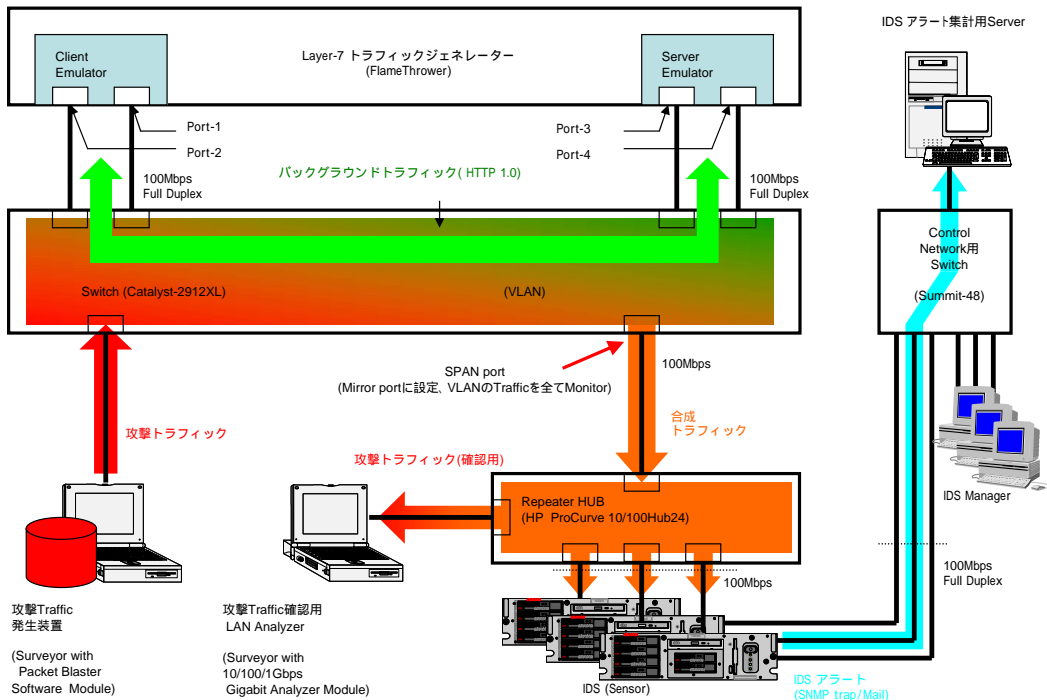 IDS アラート集計用Server
Layer-7 トラフィックジェネレーター
(FlameThrower)
Client
Emulator
Server
Emulator
Port-1
Port-2
Port-3
Port-4
バックグラウンドトラフィック( HTTP 1.0)
100Mbps
Full Duplex
100Mbps
Full Duplex
Control
Network用
Switch
(Summit-48)
Switch (Catalyst-2912XL)
(VLAN)
SPAN port
(Mirror portに設定、VLANのTrafficを全てMonitor)
100Mbps
攻撃トラフィック
合成
トラフィック
攻撃トラフィック(確認用)
Repeater HUB
(HP ProCurve 10/100Hub24)
IDS Manager
100Mbps
100Mbps
Full Duplex
攻撃Traffic
発生装置
(Surveyor with
Packet Blaster
Software Module)
攻撃Traffic確認用
LAN Analyzer
(Surveyor with
10/100/1Gbps
Gigabit Analyzer Module)
IDS (Sensor)
IDS アラート
(SNMP trap/Mail)